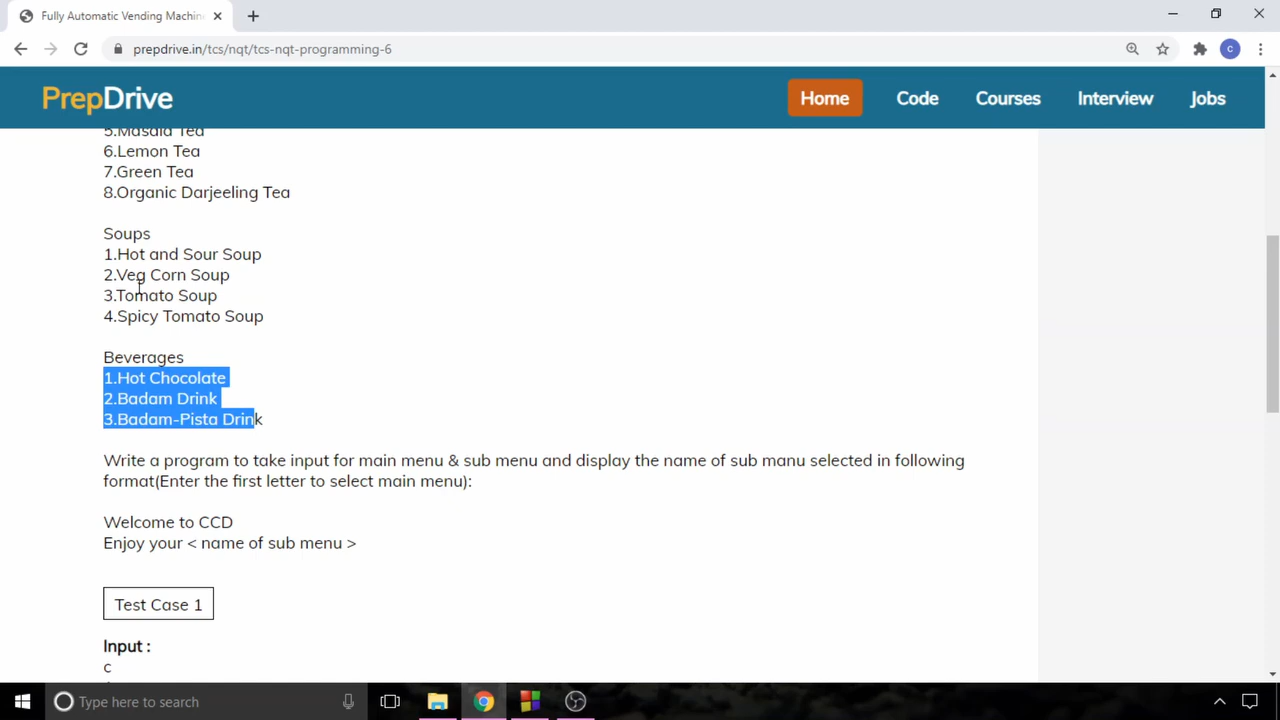 Fully Automatic Vending Machin
prepdrive.in/tcs/nqt/tcs-nqt-programming-6
c
PrepDrive
Home
Code
Courses
Interview
Jobs
5.Masala Tea
6.Lemon Tea
7.Green Tea
8.Organic Darjeeling Tea
Soups
1.Hot and Sour Soup
2.Veg Corn Soup
3.Tomato Soup
4.Spicy Tomato Soup
Beverages
1.Hot Chocolate
2.Badam Drink
3.Badam-Pista Drink
Write a program to take input for main menu & sub menu and display the name of sub manu selected in following
format(Enter the first letter to select main menu):
Welcome to CCD
Enjoy your < name of sub menu >
Test Case 1
Input :
c
Type here to search